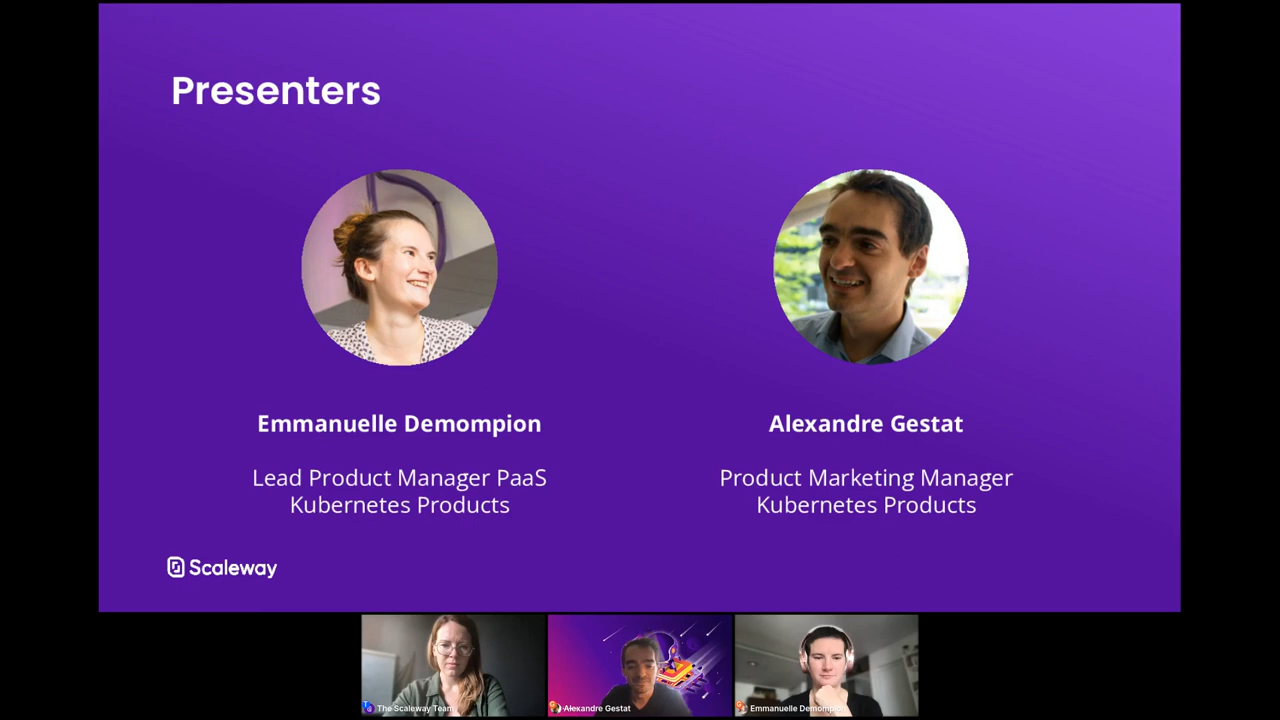 Presenters
Emmanuelle Demompion
Lead Product Manager PaaS
Kubernetes Products
Alexandre Gestat
Product Marketing Manager
Kubernetes Products
Scaleway
The Scaleway Team
Alexandre Gestat
Emmanuelle Demompion